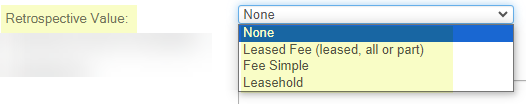 Retrospective Value: None
None
Leased Fee (leased, all or part)
Fee Simple
Leasehold